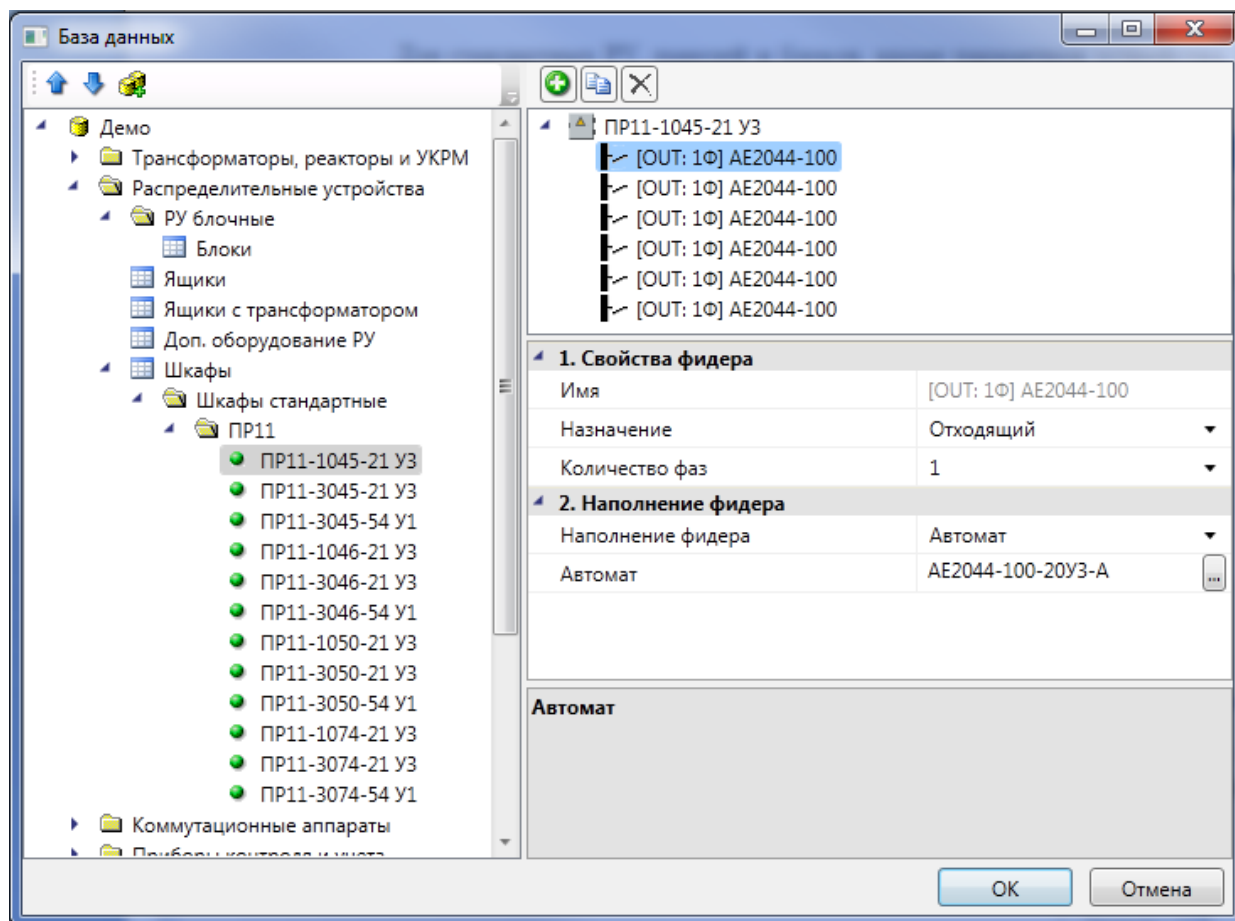 База данных
Демо
Трансформаторы, реакторы и УКРМ
Распределительные устройства
РУ блочные
Блоки
Ящики
Ящики с трансформатором
Доп. оборудование РУ
Шкафы
Шкафы стандартные
ПР11
ПР11-1045-21 У3
ПР11-3045-21 У3
ПР11-3045-54 У1
ПР11-1046-21 У3
ПР11-3046-21 У3
ПР11-3046-54 У1
ПР11-1050-21 У3
ПР11-3050-21 У3
ПР11-3050-54 У1
ПР11-1074-21 У3
ПР11-3074-21 У3
ПР11-3074-54 У1
Коммутационные аппараты
Приборы контроля и учета
ПР11-1045-21 У3
[OUT: 1Ф] АЕ2044-100
[OUT: 1Ф] АЕ2044-100
[OUT: 1Ф] АЕ2044-100
[OUT: 1Ф] АЕ2044-100
[OUT: 1Ф] АЕ2044-100
[OUT: 1Ф] АЕ2044-100
1. Свойства фидера
Имя [OUT: 1Ф] АЕ2044-100
Назначение Отходящий
Количество фаз 1
2. Наполнение фидера
Наполнение фидера Автомат
Автомат АЕ2044-100-20У3-А ...
Автомат
OK Отмена